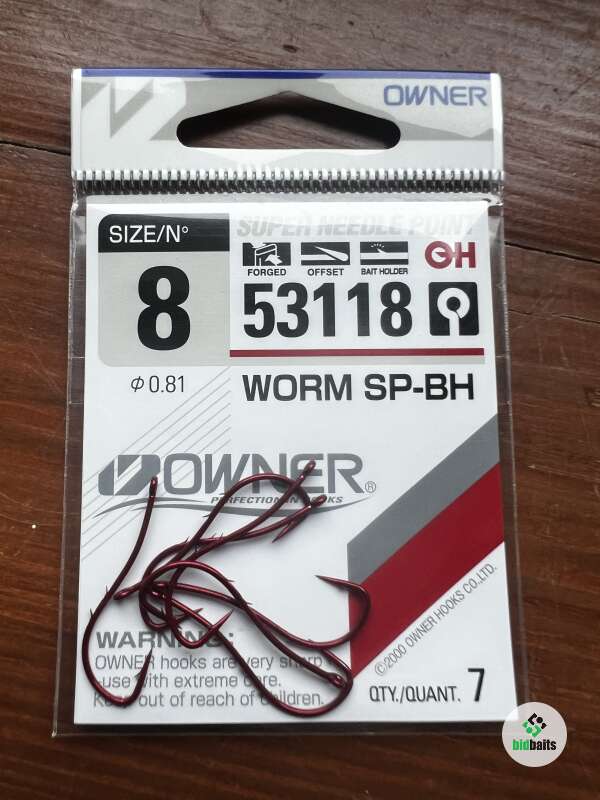 OWNER
SUPER NEEDLE POINT
SIZE/N°
8
FORGED OFFSET BAIT HOLDER
H
53118
φ 0.81
WORM SP-BH
OWNER®
PERFECTION IN HOOKS
©2000 OWNER HOOKS CO.,LTD.
WARNING:
OWNER hooks are very sharp
-use with extreme care.
Keep out of reach of children.
QTY./QUANT. 7
bidbaits